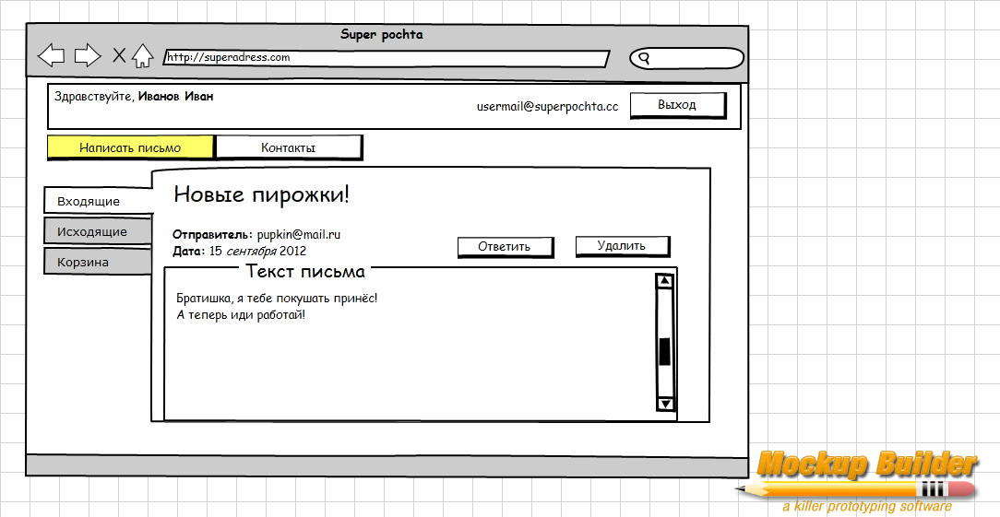 Super pochta
http://superadress.com
Здравствуйте, Иванов Иван
usermail@superpochta.cc
Выход
Написать письмо
Контакты
Входящие
Исходящие
Корзина
Новые пирожки!
Отправитель: pupkin@mail.ru
Дата: 15 сентября 2012
Ответить
Удалить
Текст письма
Братишка, я тебе покушать принёс!
А теперь иди работай!
Mockup Builder
a killer prototyping software